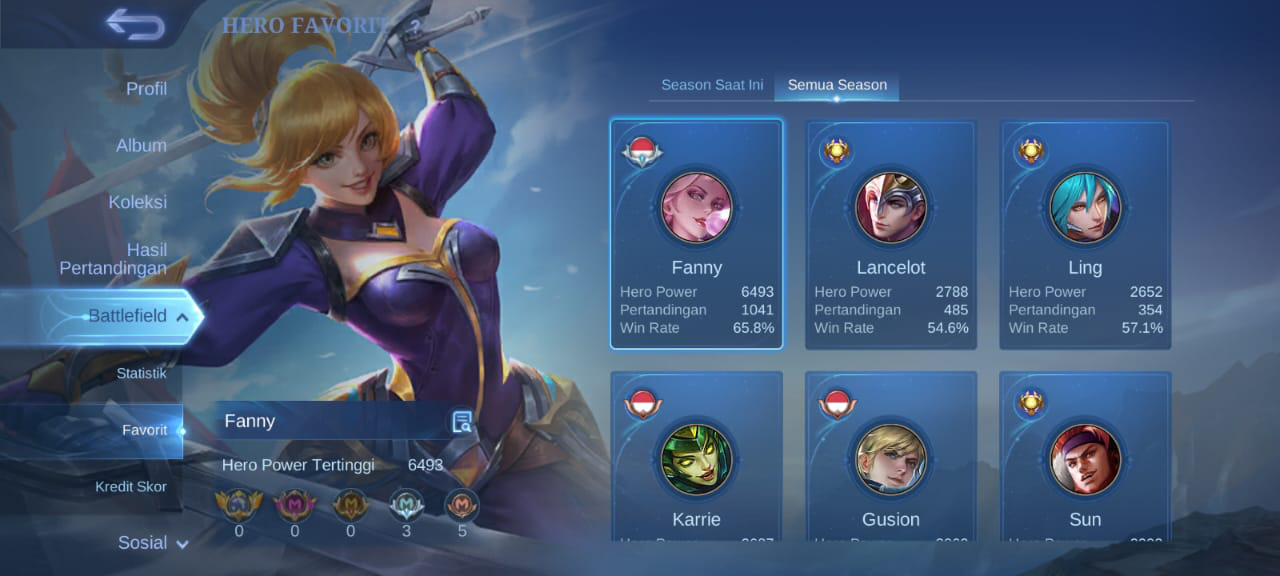 HERO FAVORIT ?
Profil
Album
Koleksi
Hasil
Pertandingan
Battlefield
Statistik
Favorit
Kredit Skor
Sosial
Fanny
Hero Power Tertinggi 6493
0 0 0 3 5
Season Saat Ini Semua Season
Fanny
Hero Power 6493
Pertandingan 1041
Win Rate 65.8%
Lancelot
Hero Power 2788
Pertandingan 485
Win Rate 54.6%
Ling
Hero Power 2652
Pertandingan 354
Win Rate 57.1%
Karrie
Gusion
Sun